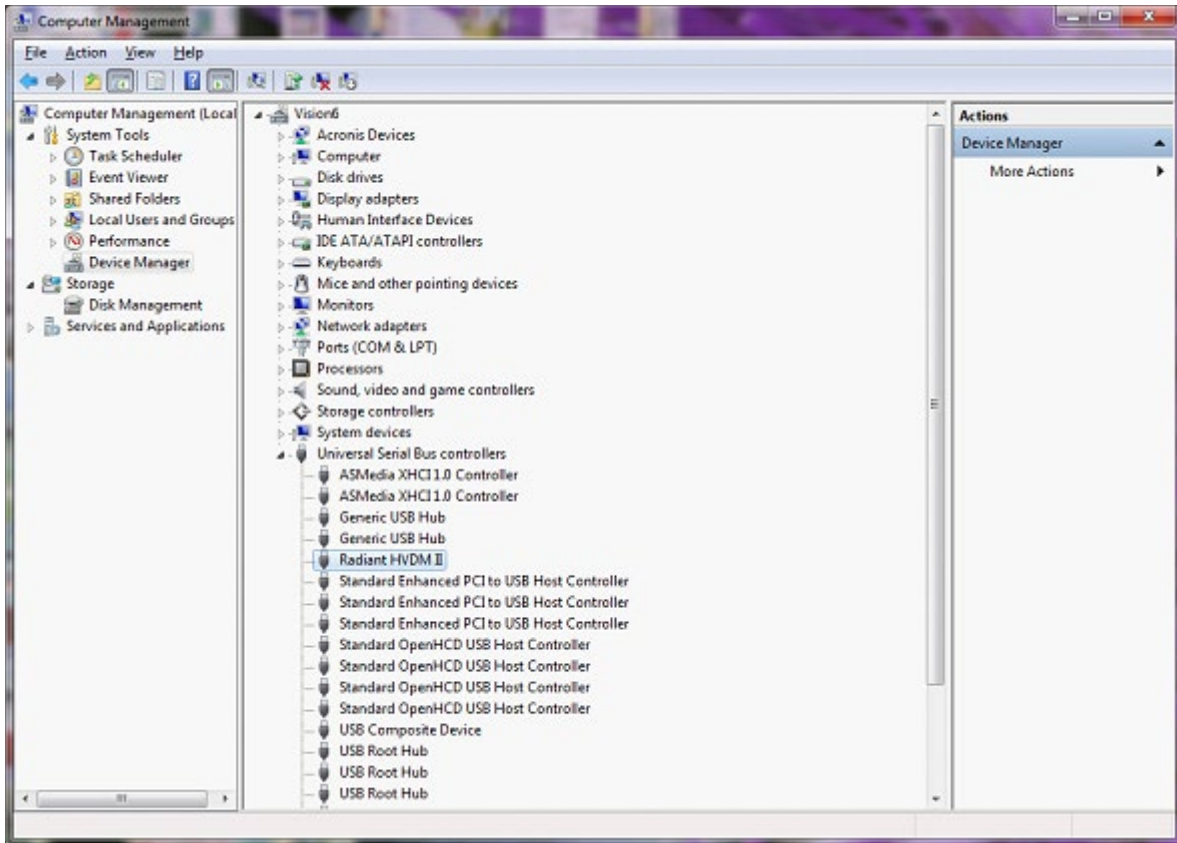 Computer Management
File Action View Help
Computer Management (Local
System Tools
Task Scheduler
Event Viewer
Shared Folders
Local Users and Groups
Performance
Device Manager
Storage
Disk Management
Services and Applications
Vision6
Acronis Devices
Computer
Disk drives
Display adapters
Human Interface Devices
IDE ATA/ATAPI controllers
Keyboards
Mice and other pointing devices
Monitors
Network adapters
Ports (COM & LPT)
Processors
Sound, video and game controllers
Storage controllers
System devices
Universal Serial Bus controllers
ASMedia XHCI1.0 Controller
ASMedia XHCI1.0 Controller
Generic USB Hub
Generic USB Hub
Radiant HVDM II
Standard Enhanced PCI to USB Host Controller
Standard Enhanced PCI to USB Host Controller
Standard Enhanced PCI to USB Host Controller
Standard OpenHCD USB Host Controller
Standard OpenHCD USB Host Controller
Standard OpenHCD USB Host Controller
Standard OpenHCD USB Host Controller
USB Composite Device
USB Root Hub
USB Root Hub
USB Root Hub
Actions
Device Manager
More Actions